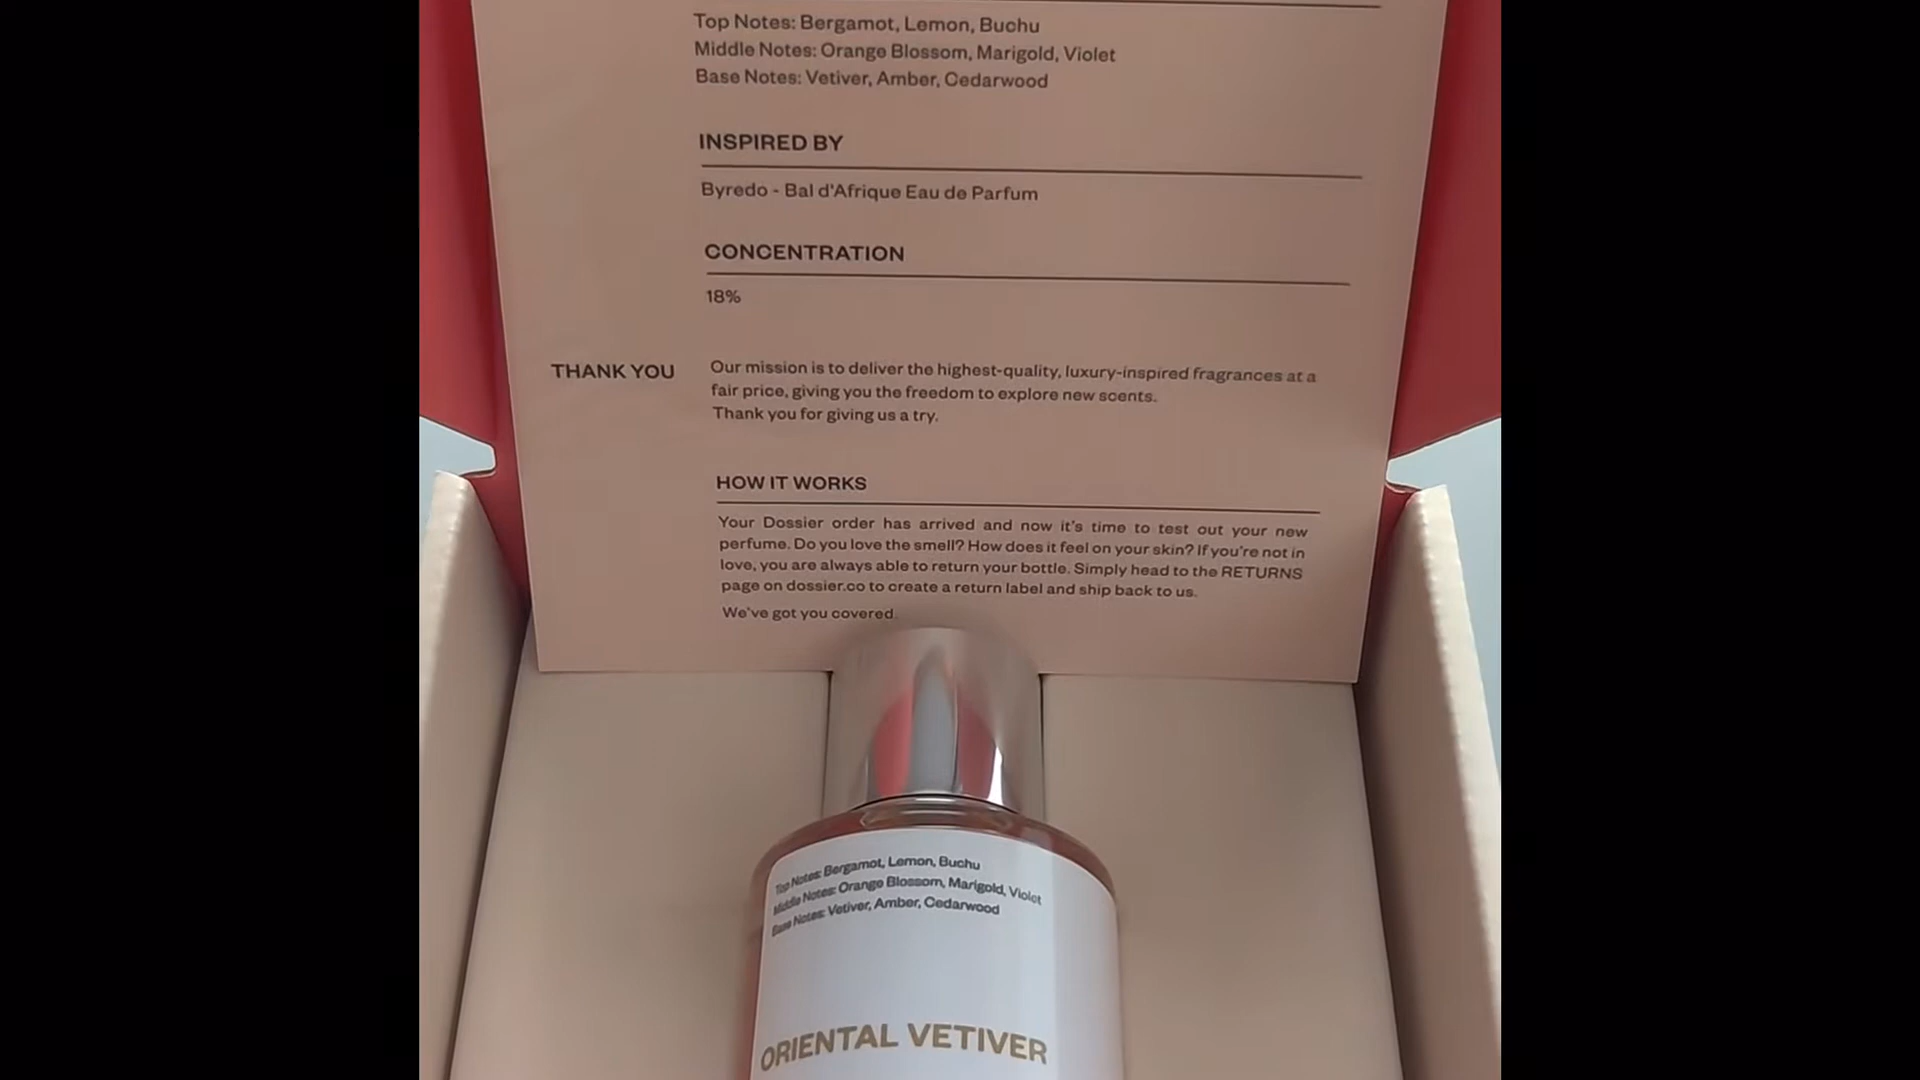 Top Notes: Bergamot, Lemon, Buchu
Middle Notes: Orange Blossom, Marigold, Violet
Base Notes: Vetiver, Amber, Cedarwood
INSPIRED BY
Byredo - Bal d'Afrique Eau de Parfum
CONCENTRATION
18%
THANK YOU
Our mission is to deliver the highest-quality, luxury-inspired fragrances at a
fair price, giving you the freedom to explore new scents.
Thank you for giving us a try.
HOW IT WORKS
Your Dossier order has arrived and now it's time to test out your new
perfume. Do you love the smell? How does it feel on your skin? If you're not in
love, you are always able to return your bottle. Simply head to the RETURNS
page on dossier.co to create a return label and ship back to us.
We've got you covered.
Top Notes: Bergamot, Lemon, Buchu
Middle Notes: Orange Blossom, Marigold, Violet
Base Notes: Vetiver, Amber, Cedarwood
ORIENTAL VETIVER